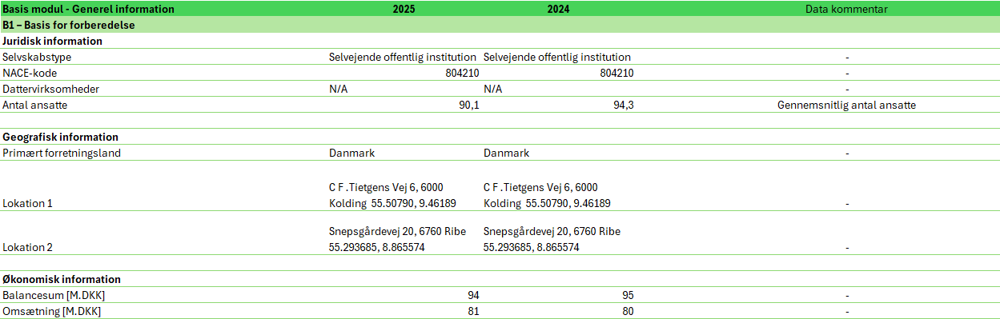 Basis modul - Generel information 2025 2024 Data kommentar
B1 – Basis for forberedelse
Juridisk information
Selvskabstype Selvejende offentlig institution Selvejende offentlig institution -
NACE-kode 804210 804210 -
Dattervirksomheder N/A N/A -
Antal ansatte 90,1 94,3 Gennemsnitlig antal ansatte
Geografisk information
Primært forretningsland Danmark Danmark -
C F .Tietgens Vej 6, 6000 C F .Tietgens Vej 6, 6000
Lokation 1 Kolding 55.50790, 9.46189 Kolding 55.50790, 9.46189 -
Snepsgårdevej 20, 6760 Ribe Snepsgårdevej 20, 6760 Ribe
Lokation 2 55.293685, 8.865574 55.293685, 8.865574 -
Økonomisk information
Balancesum [M.DKK] 94 95 -
Omsætning [M.DKK] 81 80 -